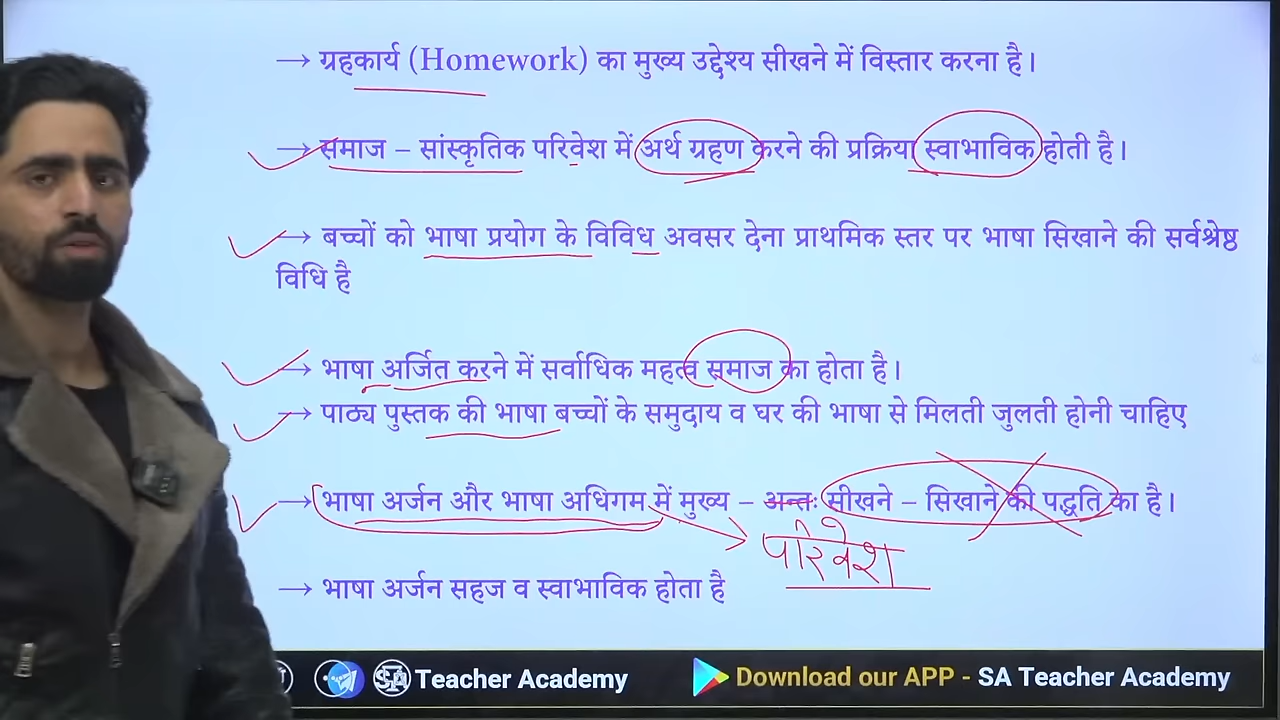 → ग्रहकार्य (Homework) का मुख्य उद्देश्य सीखने में विस्तार करना है।
→ समाज – सांस्कृतिक परिवेश में अर्थ ग्रहण करने की प्रक्रिया स्वाभाविक होती है।
→ बच्चों को भाषा प्रयोग के विविध अवसर देना प्राथमिक स्तर पर भाषा सिखाने की सर्वश्रेष्ठ
विधि है
→ भाषा अर्जित करने में सर्वाधिक महत्व समाज का होता है।
→ पाठ्य पुस्तक की भाषा बच्चों के समुदाय व घर की भाषा से मिलती जुलती होनी चाहिए
→ भाषा अर्जन और भाषा अधिगम में मुख्य – अन्तः सीखने – सिखाने की पद्धति का है।
परिवेश
→ भाषा अर्जन सहज व स्वाभाविक होता है
SA Teacher Academy
Download our APP - SA Teacher Academy